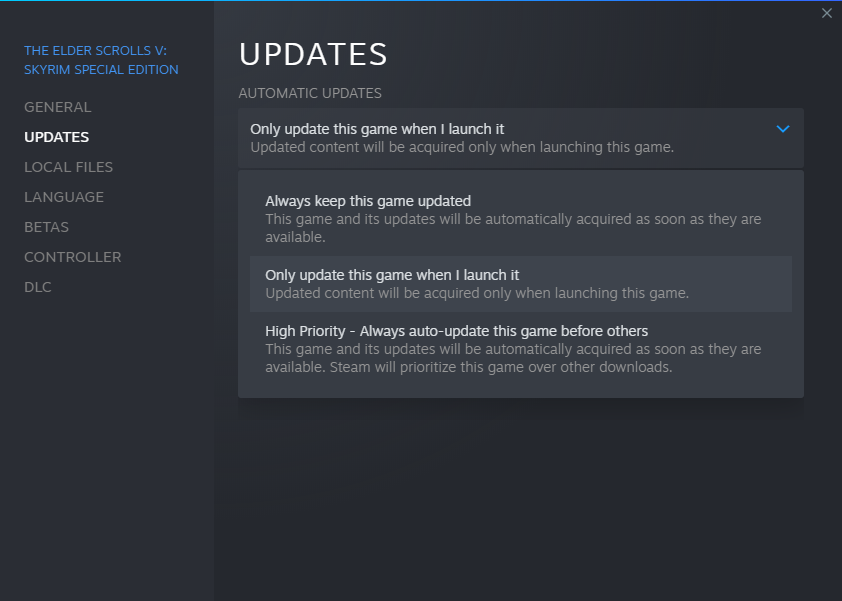 THE ELDER SCROLLS V:
SKYRIM SPECIAL EDITION
GENERAL
UPDATES
LOCAL FILES
LANGUAGE
BETAS
CONTROLLER
DLC
UPDATES
AUTOMATIC UPDATES
Only update this game when I launch it
Updated content will be acquired only when launching this game.
Always keep this game updated
This game and its updates will be automatically acquired as soon as they are
available.
Only update this game when I launch it
Updated content will be acquired only when launching this game.
High Priority - Always auto-update this game before others
This game and its updates will be automatically acquired as soon as they are
available. Steam will prioritize this game over other downloads.